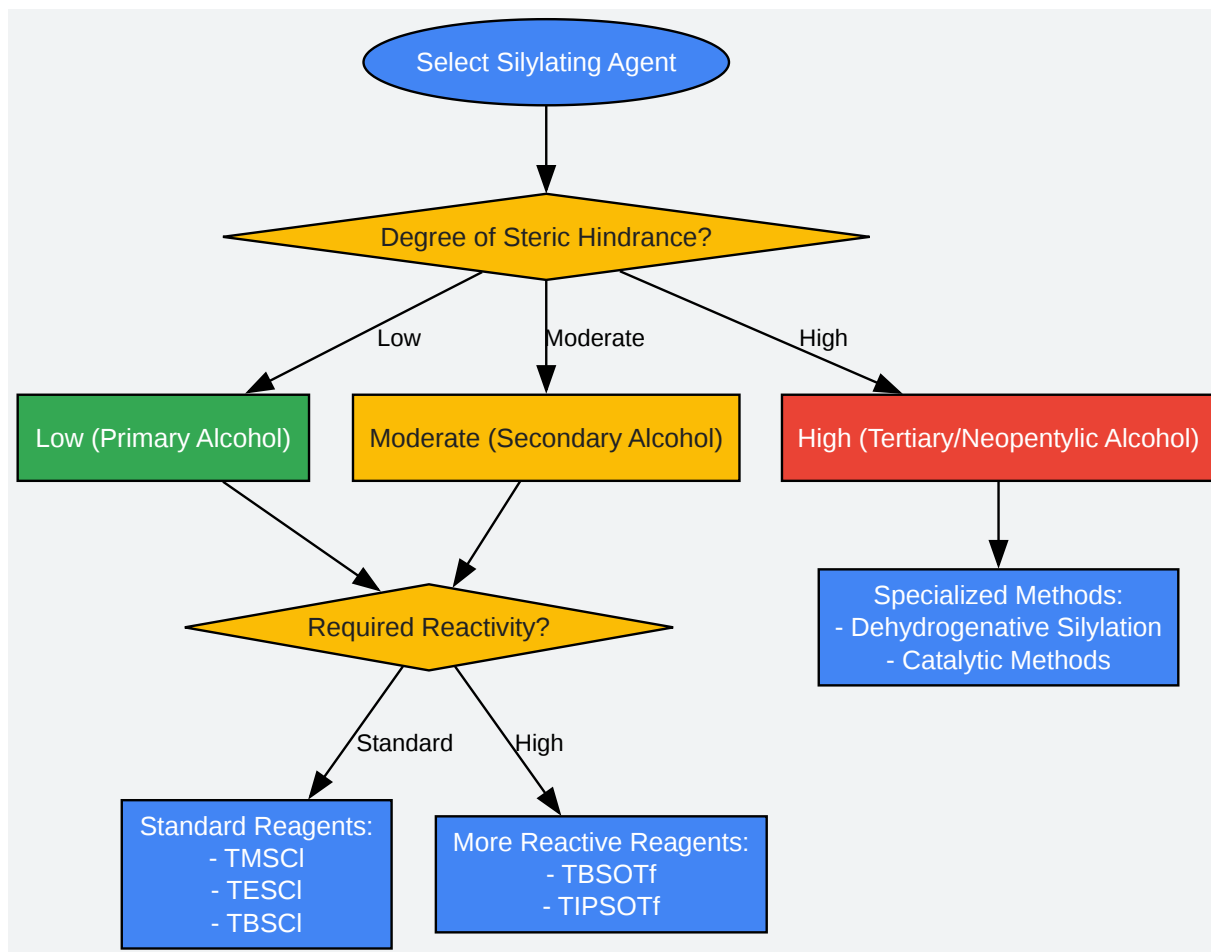 Select Silylating Agent
Degree of Steric Hindrance?
Low
Moderate
High
Low (Primary Alcohol)
Moderate (Secondary Alcohol)
High (Tertiary/Neopentylic Alcohol)
Required Reactivity?
Specialized Methods:
- Dehydrogenative Silylation
- Catalytic Methods
Standard
High
Standard Reagents:
- TMSCl
- TESCl
- TBSCl
More Reactive Reagents:
- TBSOTf
- TIPSOTf